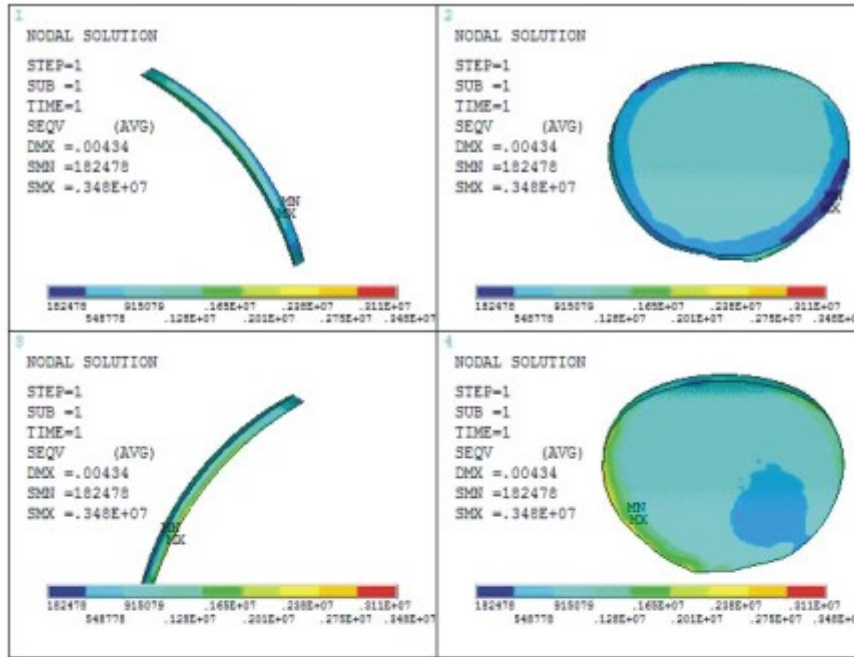 1
NODAL SOLUTION
STEP=1
SUB =1
TIME=1
SEQV (AVG)
DMX =.00434
SMN =182478
SMX =.348E+07
MN
MX
182478 915079 .165E+07 .238E+07 .311E+07
548778 .128E+07 .201E+07 .275E+07 .348E+07
2
NODAL SOLUTION
STEP=1
SUB =1
TIME=1
SEQV (AVG)
DMX =.00434
SMN =182478
SMX =.348E+07
182478 915079 .165E+07 .238E+07 .311E+07
548778 .128E+07 .201E+07 .275E+07 .348E+07
3
NODAL SOLUTION
STEP=1
SUB =1
TIME=1
SEQV (AVG)
DMX =.00434
SMN =182478
SMX =.348E+07
MN
MX
182478 915079 .165E+07 .238E+07 .311E+07
548778 .128E+07 .201E+07 .275E+07 .348E+07
4
NODAL SOLUTION
STEP=1
SUB =1
TIME=1
SEQV (AVG)
DMX =.00434
SMN =182478
SMX =.348E+07
MN
MX
182478 915079 .165E+07 .238E+07 .311E+07
548778 .128E+07 .201E+07 .275E+07 .348E+07